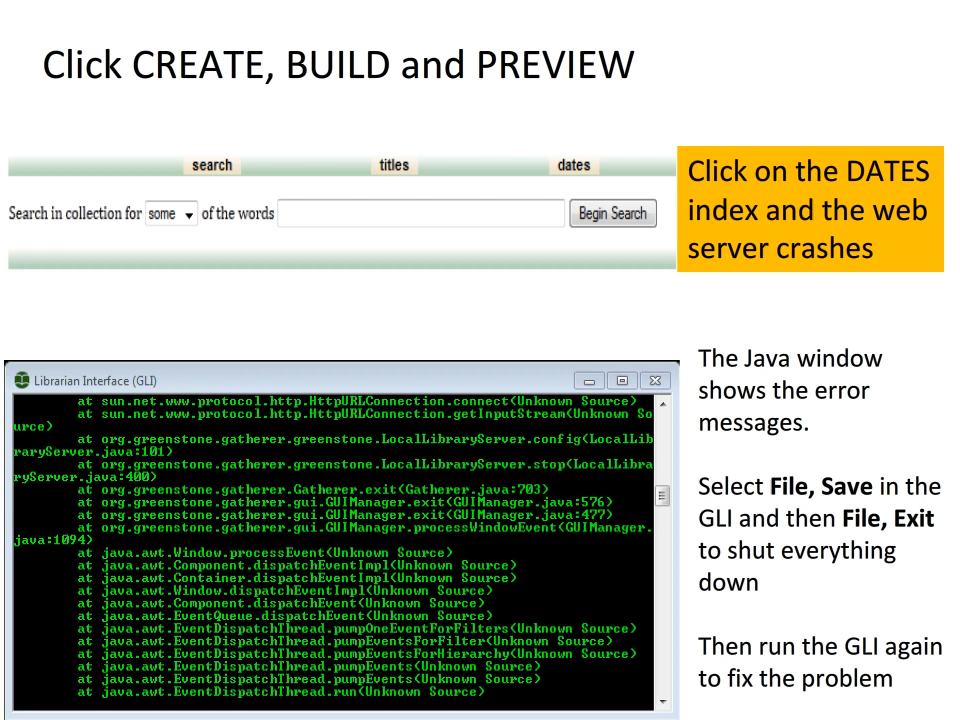 Click CREATE, BUILD and PREVIEW
search titles dates
Search in collection for some of the words Begin Search
Click on the DATES
index and the web
server crashes
Librarian Interface (GLI)
at sun.net.www.protocol.http.HttpURLConnection.connect(Unknown Source)
at sun.net.www.protocol.http.HttpURLConnection.getInputStream(Unknown So
urce)
at org.greenstone.gatherer.greenstone.LocalLibraryServer.config(LocalLib
raryServer.java:101)
at org.greenstone.gatherer.greenstone.LocalLibraryServer.stop(LocalLibra
ryServer.java:400)
at org.greenstone.gatherer.Gatherer.exit(Gatherer.java:703)
at org.greenstone.gatherer.gui.GUIManager.exit(GUIManager.java:576)
at org.greenstone.gatherer.gui.GUIManager.exit(GUIManager.java:477)
at org.greenstone.gatherer.gui.GUIManager.processWindowEvent(GUIManager.
java:1094)
at java.awt.Window.processEvent(Unknown Source)
at java.awt.Component.dispatchEventImpl(Unknown Source)
at java.awt.Container.dispatchEventImpl(Unknown Source)
at java.awt.Window.dispatchEventImpl(Unknown Source)
at java.awt.Component.dispatchEvent(Unknown Source)
at java.awt.EventQueue.dispatchEvent(Unknown Source)
at java.awt.EventDispatchThread.pumpOneEventForFilters(Unknown Source)
at java.awt.EventDispatchThread.pumpEventsForFilter(Unknown Source)
at java.awt.EventDispatchThread.pumpEventsForHierarchy(Unknown Source)
at java.awt.EventDispatchThread.pumpEvents(Unknown Source)
at java.awt.EventDispatchThread.pumpEvents(Unknown Source)
at java.awt.EventDispatchThread.run(Unknown Source)
The Java window
shows the error
messages.
Select File, Save in the
GLI and then File, Exit
to shut everything
down
Then run the GLI again
to fix the problem